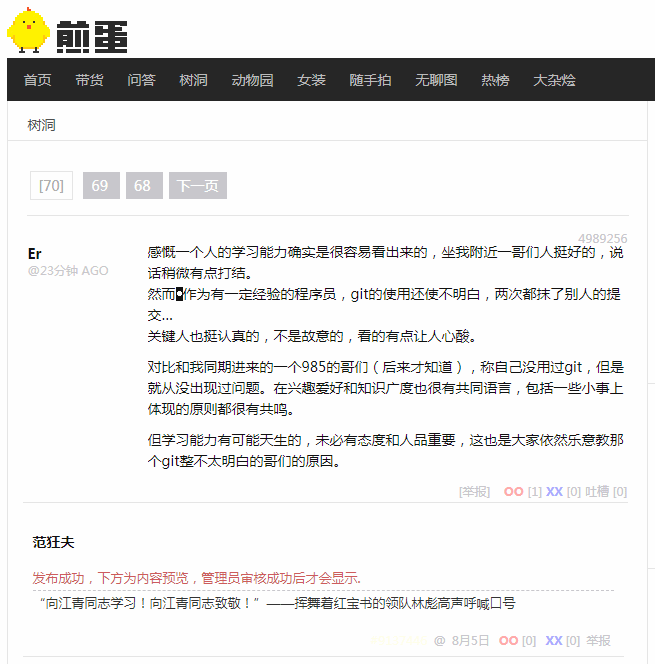 煎蛋
首页 带货 问答 树洞 动物园 女装 随手拍 无聊图 热榜 大杂烩
树洞
[70] 69 68 下一页
4989256
Er
@23分钟 AGO
感慨一个人的学习能力确实是很容易看出来的，坐我附近一哥们人挺好的，说
话稍微有点打结。
然而作为有一定经验的程序员，git的使用还使不明白，两次都抹了别人的提
交...
关键人也挺认真的，不是故意的，看的有点让人心酸。
对比和我同期进来的一个985的哥们（后来才知道），称自己没用过git，但是
就从没出现过问题。在兴趣爱好和知识广度也很有共同语言，包括一些小事上
体现的原则都很有共鸣。
但学习能力有可能天生的，未必有态度和人品重要，这也是大家依然乐意教那
个git整不太明白的哥们的原因。
[举报] OO [1] XX [0] 吐槽 [0]
范狂夫
发布成功，下方为内容预览，管理员审核成功后才会显示.
“向江青同志学习！向江青同志致敬！”——挥舞着红宝书的领队林彪高声呼喊口号
@ 8月5日 OO [0] XX [0] 举报